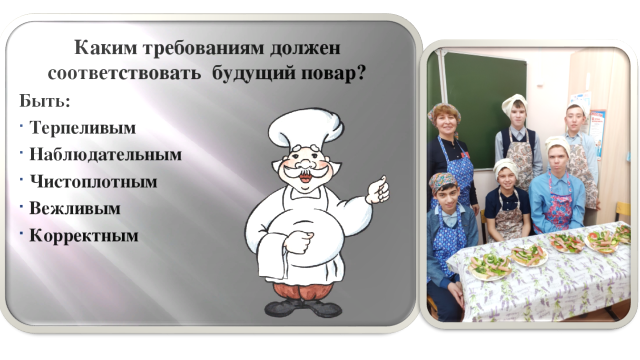 Каким требованиям должен
соответствовать будущий повар?
Быть:
· Терпеливым
· Наблюдательным
· Чистоплотным
· Вежливым
· Корректным